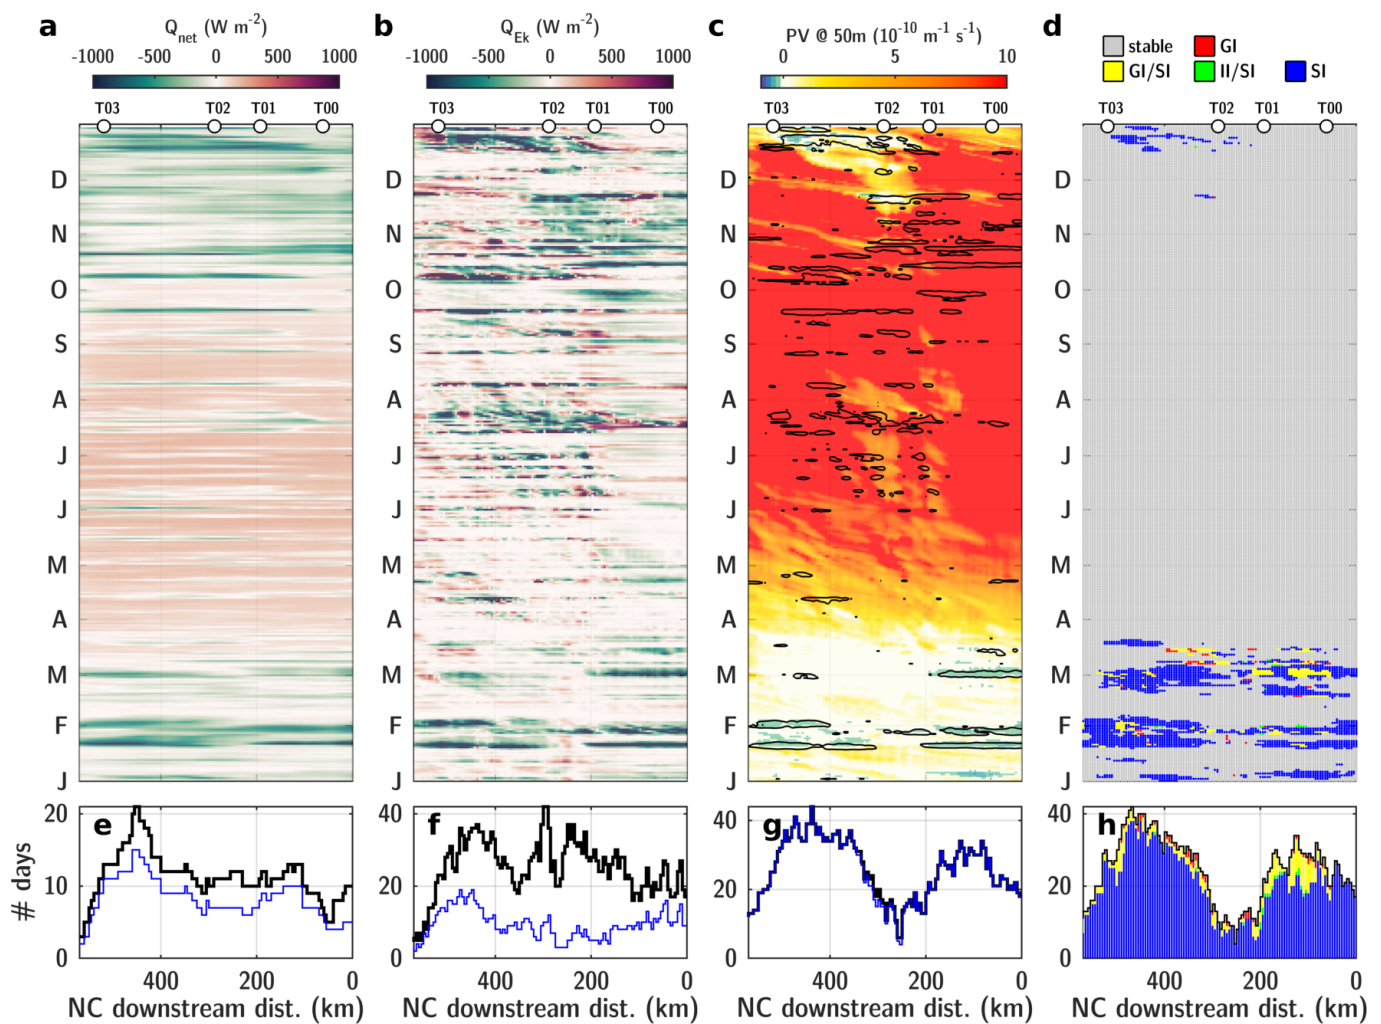 a
Q_net (W m^-2)
-1000 -500 0 500 1000
T03 T02 T01 T00
D
N
O
S
A
J
J
M
A
M
F
J
b
Q_Ek (W m^-2)
-1000 -500 0 500 1000
T03 T02 T01 T00
D
N
O
S
A
J
J
M
A
M
F
J
c
PV @ 50m (10^-10 m^-1 s^-1)
0 5 10
T03 T02 T01 T00
D
N
O
S
A
J
J
M
A
M
F
J
d
stable GI
GI/SI II/SI SI
T03 T02 T01 T00
D
N
O
S
A
J
J
M
A
M
F
J
e
# days
20
10
0
400 200 0
NC downstream dist. (km)
f
40
20
0
400 200 0
NC downstream dist. (km)
g
40
20
0
400 200 0
NC downstream dist. (km)
h
40
20
0
400 200 0
NC downstream dist. (km)